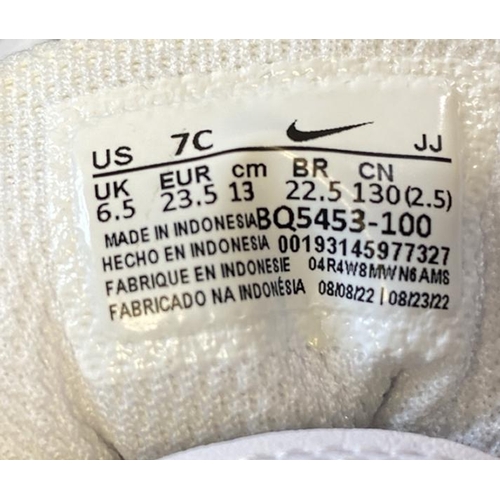 US 7C JJ
UK EUR cm BR CN
6.5 23.5 13 22.5 130(2.5)
MADE IN INDONESIA BQ5453-100
HECHO EN INDONESIA 00193145977327
FABRIQUE EN INDONESIE 04R4W8MWN6AMS
FABRICADO NA INDONÉSIA 08/08/22 | 08/23/22